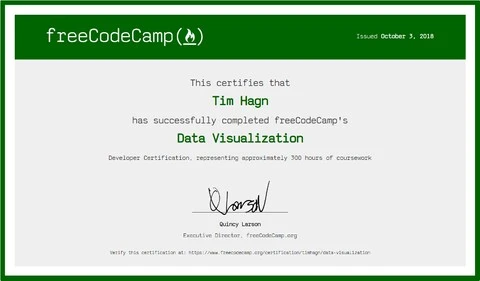 freeCodeCamp(🔥)
Issued October 3, 2018
This certifies that
Tim Hagn
has successfully completed freeCodeCamp's
Data Visualization
Developer Certification, representing approximately 300 hours of coursework
Quincy Larson
Executive Director, freeCodeCamp.org
Verify this certification at: https://www.freecodecamp.org/certification/timhagn/data-visualization